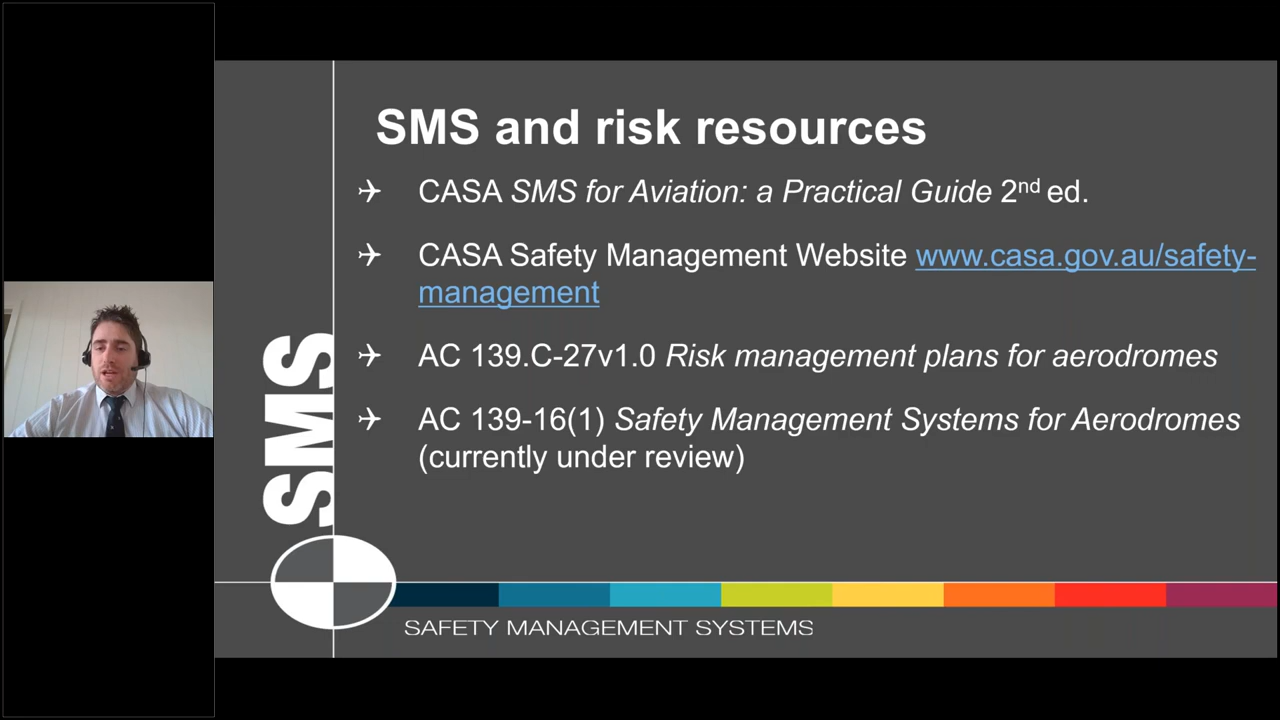 SMS and risk resources
CASA SMS for Aviation: a Practical Guide 2nd ed.
CASA Safety Management Website www.casa.gov.au/safety-
management
AC 139.C-27v1.0 Risk management plans for aerodromes
AC 139-16(1) Safety Management Systems for Aerodromes
(currently under review)
SMS
SAFETY MANAGEMENT SYSTEMS